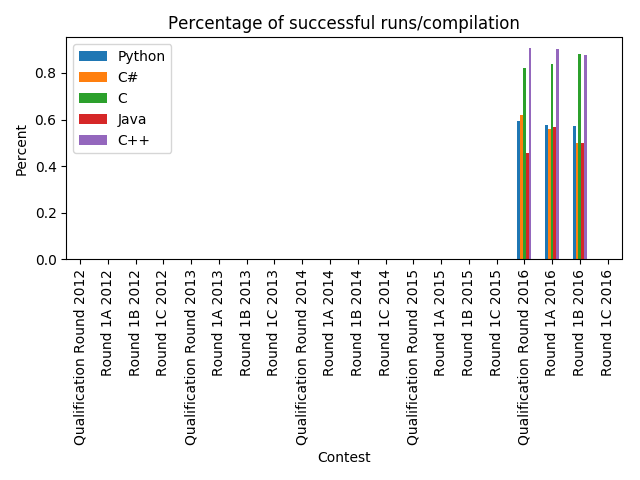 Percentage of successful runs/compilation
Python
C#
C
Java
C++
Percent
0.8
0.6
0.4
0.2
0.0
Qualification Round 2012
Round 1A 2012
Round 1B 2012
Round 1C 2012
Qualification Round 2013
Round 1A 2013
Round 1B 2013
Round 1C 2013
Qualification Round 2014
Round 1A 2014
Round 1B 2014
Round 1C 2014
Qualification Round 2015
Round 1A 2015
Round 1B 2015
Round 1C 2015
Qualification Round 2016
Round 1A 2016
Round 1B 2016
Round 1C 2016
Contest